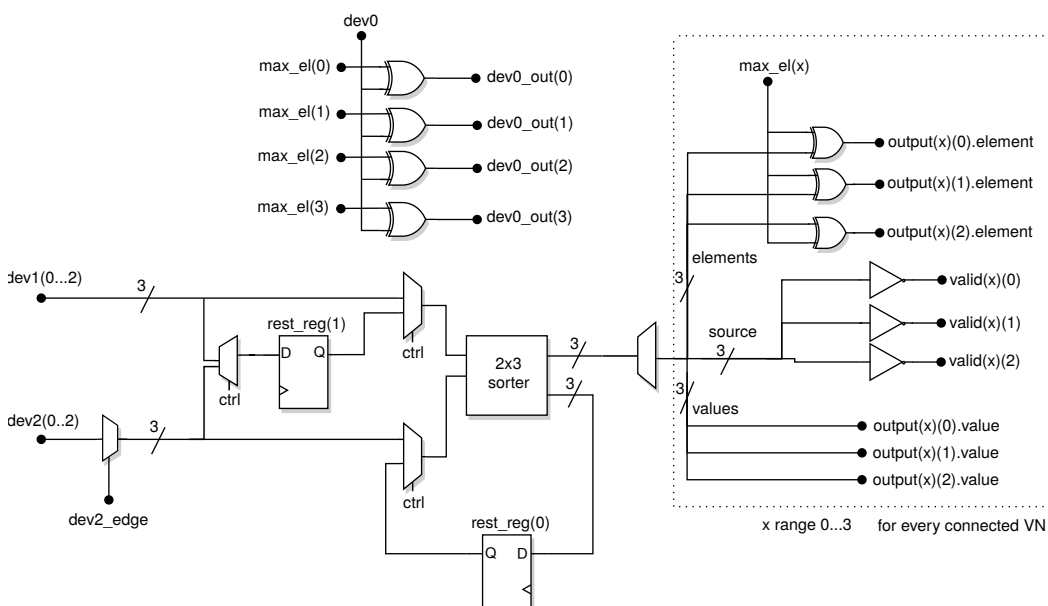 dev0
max_el(0)
dev0_out(0)
max_el(1)
dev0_out(1)
max_el(2)
dev0_out(2)
max_el(3)
dev0_out(3)
max_el(x)
output(x)(0).element
output(x)(1).element
output(x)(2).element
elements
3
dev1(0...2)
3
rest_reg(1)
D Q
ctrl
ctrl
2x3
sorter
3
3
source
3
valid(x)(0)
valid(x)(1)
valid(x)(2)
3
values
dev2(0..2)
3
dev2_edge
ctrl
rest_reg(0)
Q D
output(x)(0).value
output(x)(1).value
output(x)(2).value
x range 0...3 for every connected VN